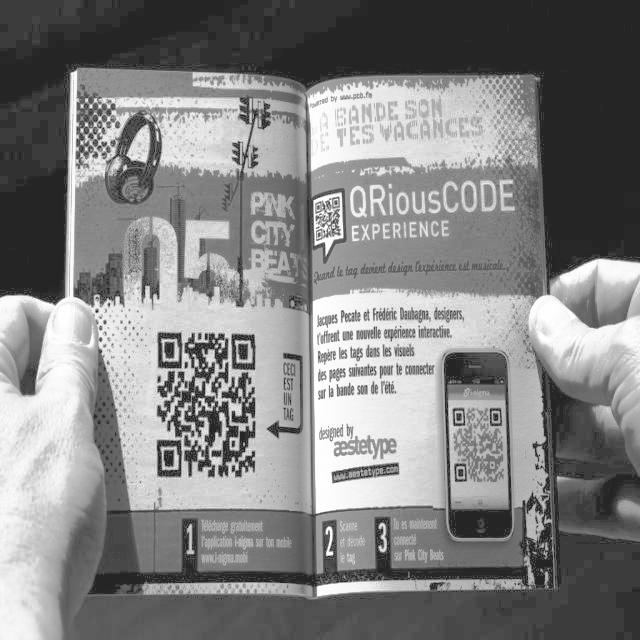 05
PINK
CITY
BEATS
CECI
EST
UN
TAG
1
Télécharge gratuitement
l'application i-nigma sur ton mobile
www.i-nigma.mobi
Powered by www.pcb.fm
LA BANDE SON
DE TES VACANCES
QRiousCODE
EXPERIENCE
Quand le tag devient design l'expérience est musicale...
Jacques Pecate et Frédéric Daubagna, designers,
t'offrent une nouvelle expérience interactive.
Repère les tags dans les visuels
des pages suivantes pour te connecter
sur la bande son de l'été.
designed by
aestetype
www.aestetype.com
2
Scanne
et décode
le tag
3
Tu es maintenant
connecté
sur Pink City Beats